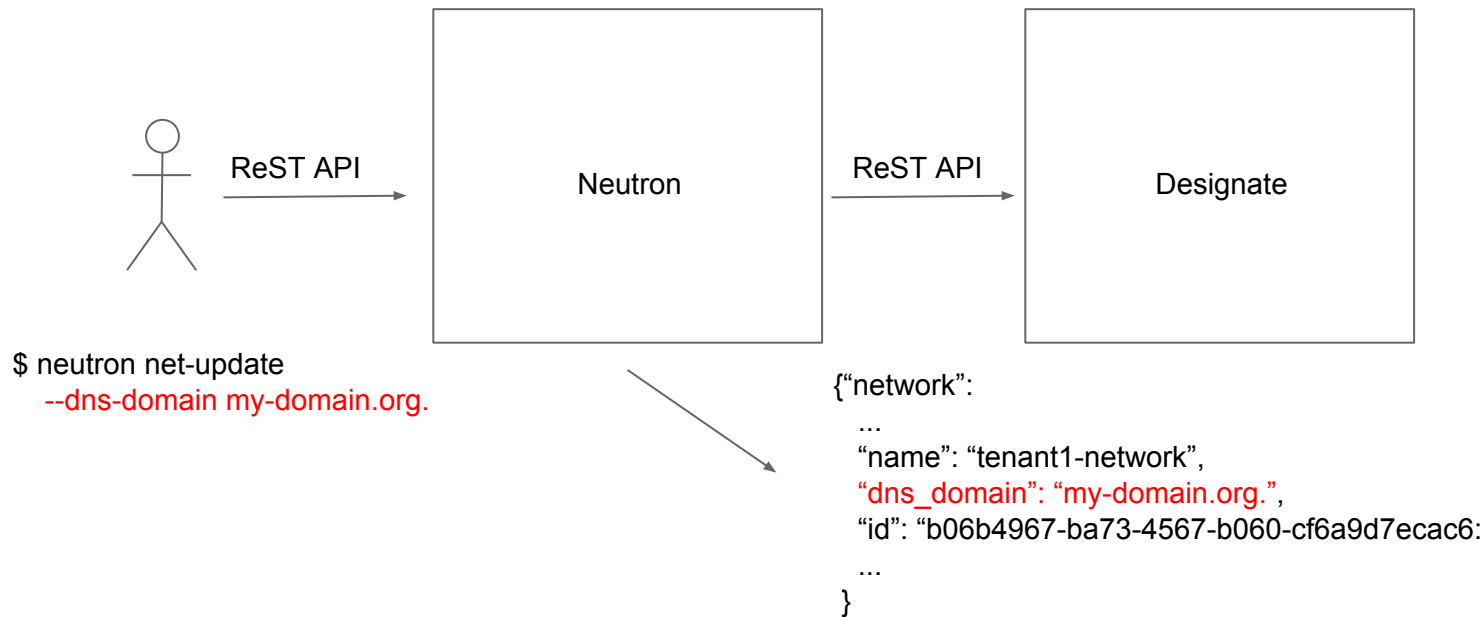 ReST API
Neutron
ReST API
Designate
$ neutron net-update
--dns-domain my-domain.org.
{“network”:
...
“name”: “tenant1-network”,
“dns_domain”: “my-domain.org.”,
“id”: “b06b4967-ba73-4567-b060-cf6a9d7ecac6:
...
}